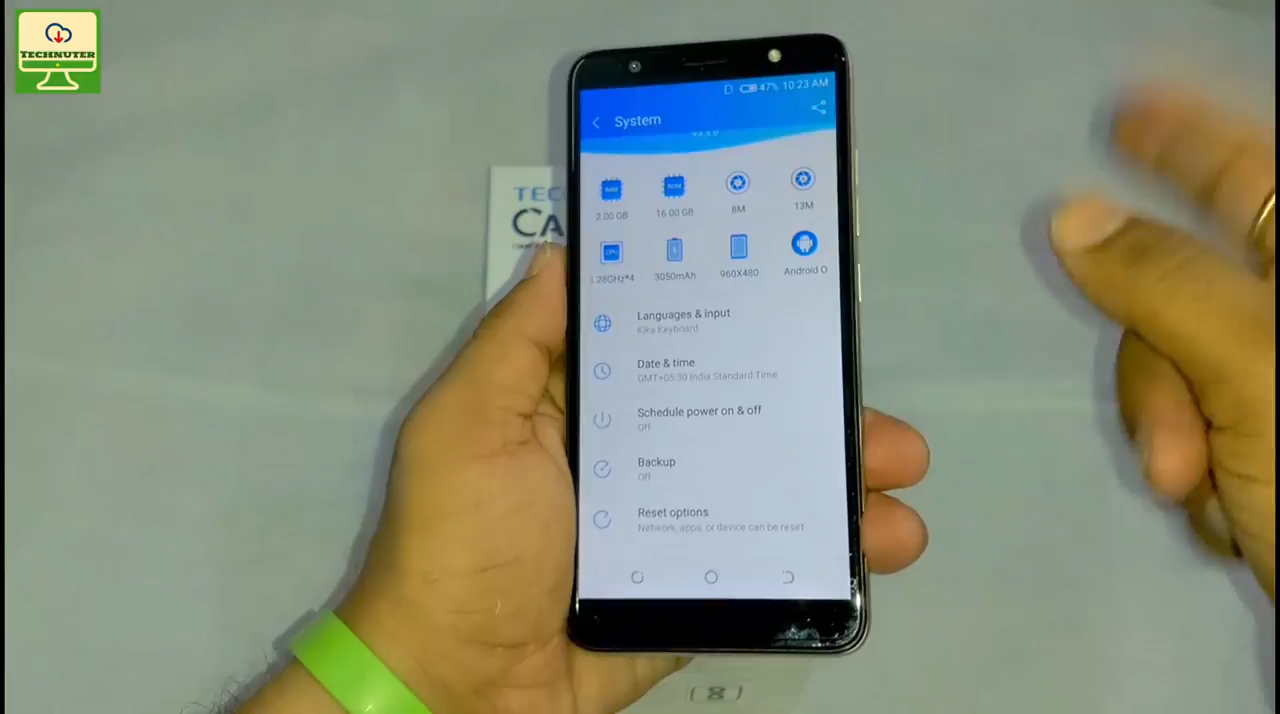 TECHNUTER
47% 10:23 AM
System
2.00 GB
16.00 GB
8M
13M
.28GHz*4
3050mAh
960X480
Android O
Languages & input
Kika Keyboard
Date & time
GMT+05:30 India Standard Time
Schedule power on & off
Off
Backup
Off
Reset options
Network, apps, or device can be reset
TEC
CA